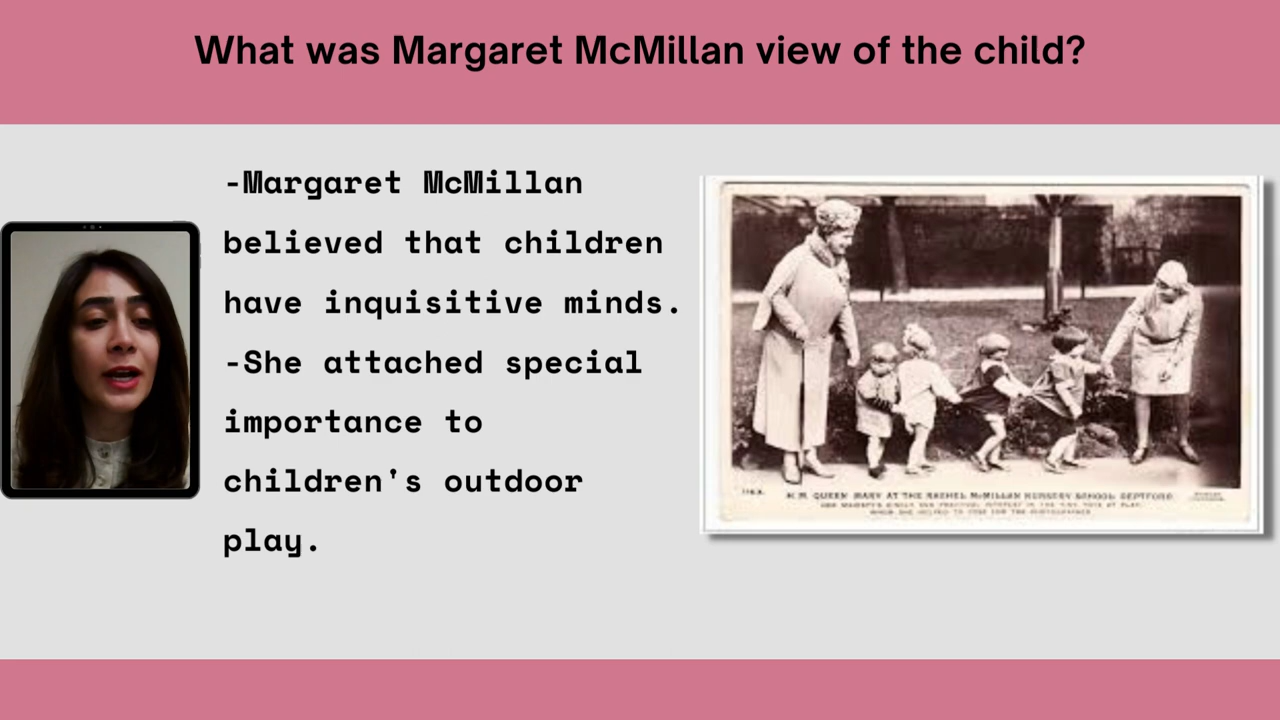 What was Margaret McMillan view of the child?
-Margaret McMillan
believed that children
have inquisitive minds.
-She attached special
importance to
children's outdoor
play.
H.M. QUEEN MARY AT THE RACHEL McMILLAN NURSERY SCHOOL DEPTFORD